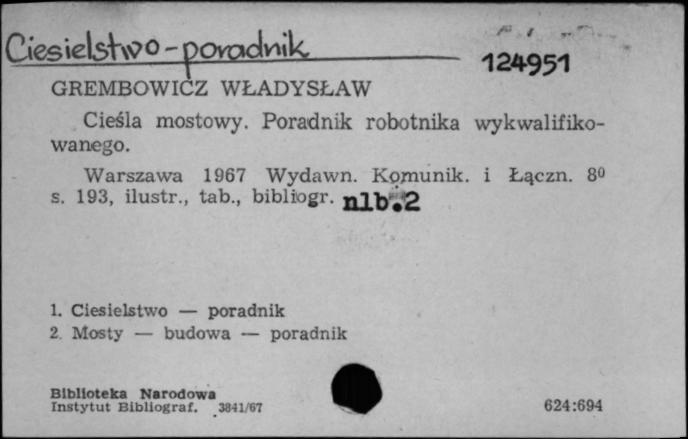 Ciesielstwo-poradnik
124951
GREMBOWICZ WŁADYSŁAW
Cieśla mostowy. Poradnik robotnika wykwalifiko-
wanego.
Warszawa 1967 Wydawn. Komunik. i Łączn. 8⁰
s. 193, ilustr., tab., bibliogr. nlb.2
1. Ciesielstwo — poradnik
2. Mosty — budowa — poradnik
Biblioteka Narodowa
Instytut Bibliograf. 3841/67
624:694